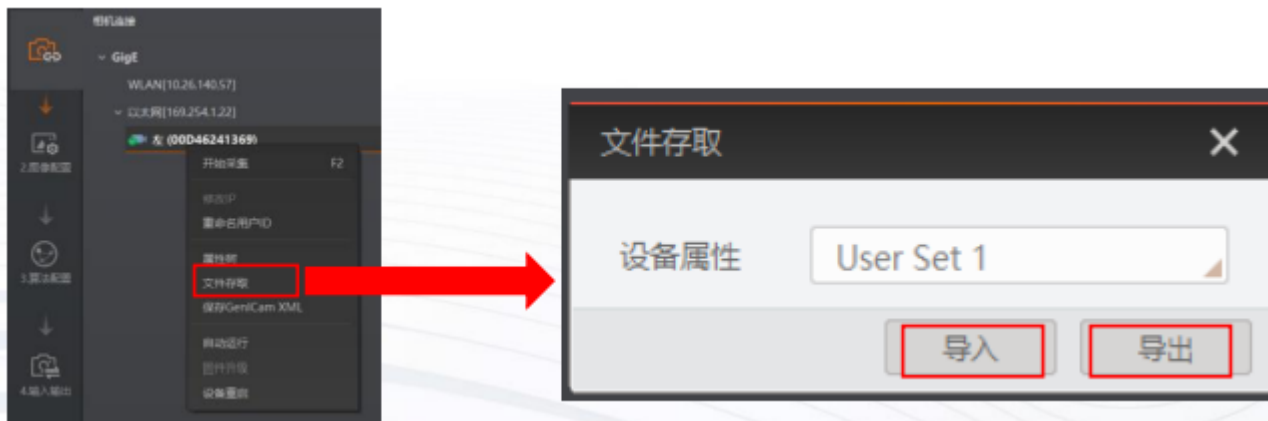 相机连接
GigE
WLAN[10.26.140.57]
以太网[169.254.1.22]
左 (00D46241369)
开始采集 F2
修改IP
重命名用户ID
属性树
文件存取
保存GenICam XML
自动运行
固件升级
设备重启
2.图像配置
3.算法配置
4.输入输出
文件存取
设备属性 User Set 1
导入 导出